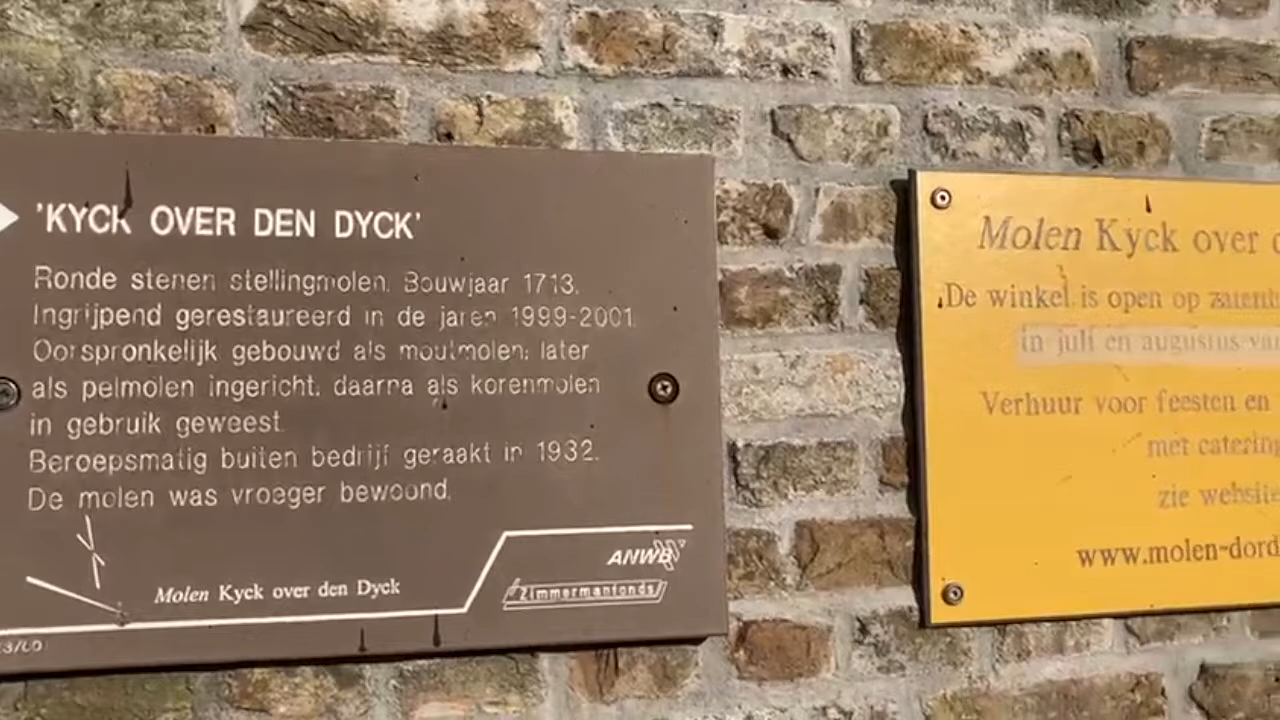 'KYCK OVER DEN DYCK'
Ronde stenen stellingmolen. Bouwjaar 1713.
Ingrijpend gerestaureerd in de jaren 1999-2001.
Oorspronkelijk gebouwd als moutmolen; later
als pelmolen ingericht, daarna als korenmolen
in gebruik geweest.
Beroepsmatig buiten bedrijf geraakt in 1932.
De molen was vroeger bewoond.
Molen Kyck over den Dyck
ANWB
Zimmermanfonds
Molen Kyck over
De winkel is open op
in juli en augustus
Verhuur voor feesten en
met catering
zie website
www.molen-dord